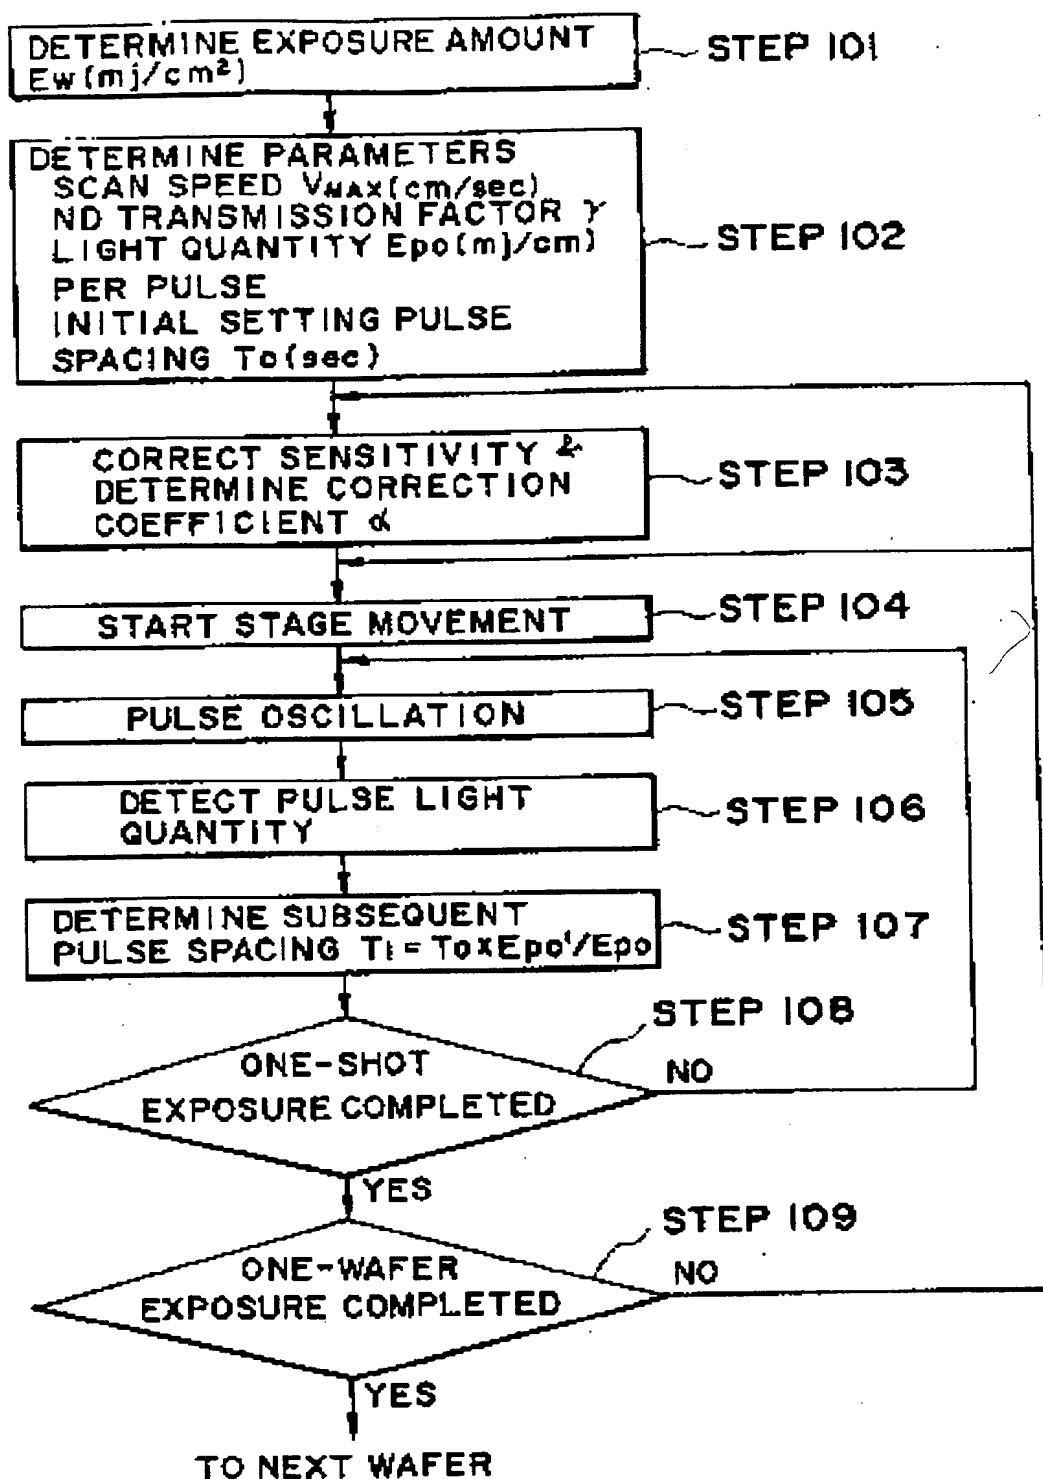 DETERMINE EXPOSURE AMOUNT
Ew(mj/cm²)
STEP 101
DETERMINE PARAMETERS
SCAN SPEED VMAX(cm/sec)
ND TRANSMISSION FACTOR γ
LIGHT QUANTITY Epo(mj/cm)
PER PULSE
INITIAL SETTING PULSE
SPACING To(sec)
STEP 102
CORRECT SENSITIVITY &
DETERMINE CORRECTION
COEFFICIENT α
STEP 103
START STAGE MOVEMENT
STEP 104
PULSE OSCILLATION
STEP 105
DETECT PULSE LIGHT
QUANTITY
STEP 106
DETERMINE SUBSEQUENT
PULSE SPACING T1=To×Epo'/Epo
STEP 107
STEP 108
ONE-SHOT
EXPOSURE COMPLETED
NO
YES
STEP 109
ONE-WAFER
EXPOSURE COMPLETED
NO
YES
TO NEXT WAFER